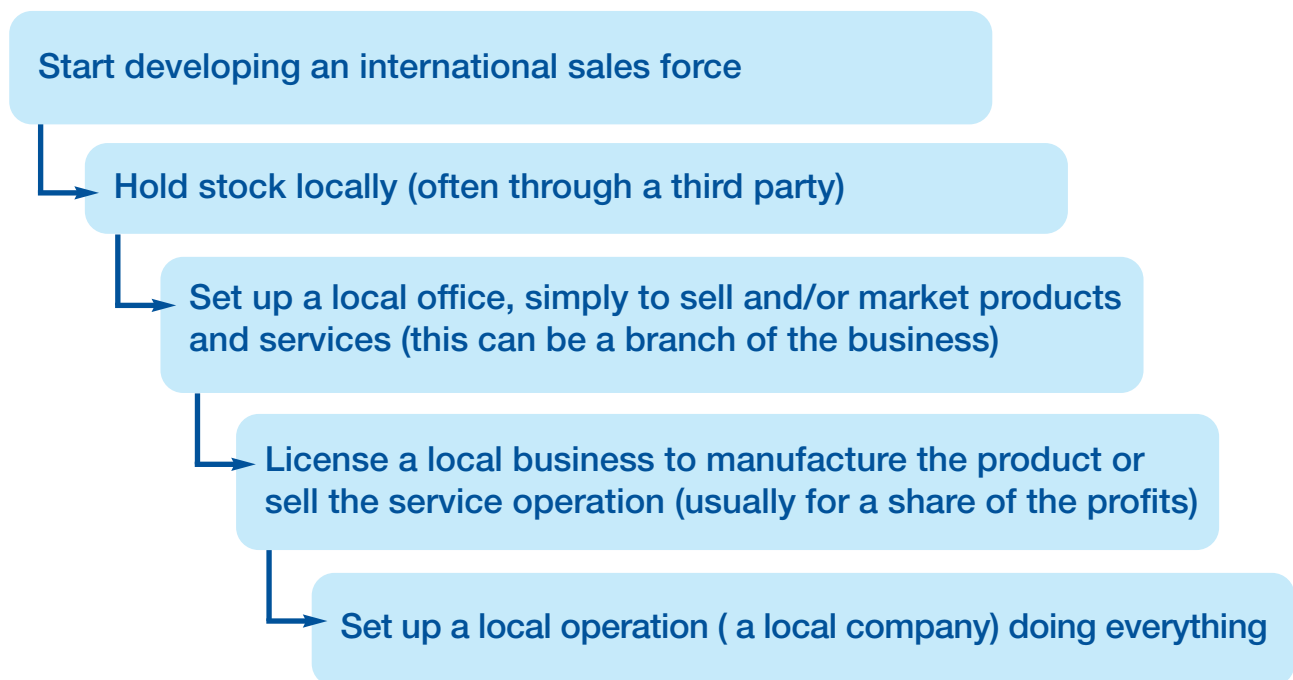 Start developing an international sales force
Hold stock locally (often through a third party)
Set up a local office, simply to sell and/or market products
and services (this can be a branch of the business)
License a local business to manufacture the product or
sell the service operation (usually for a share of the profits)
Set up a local operation ( a local company) doing everything